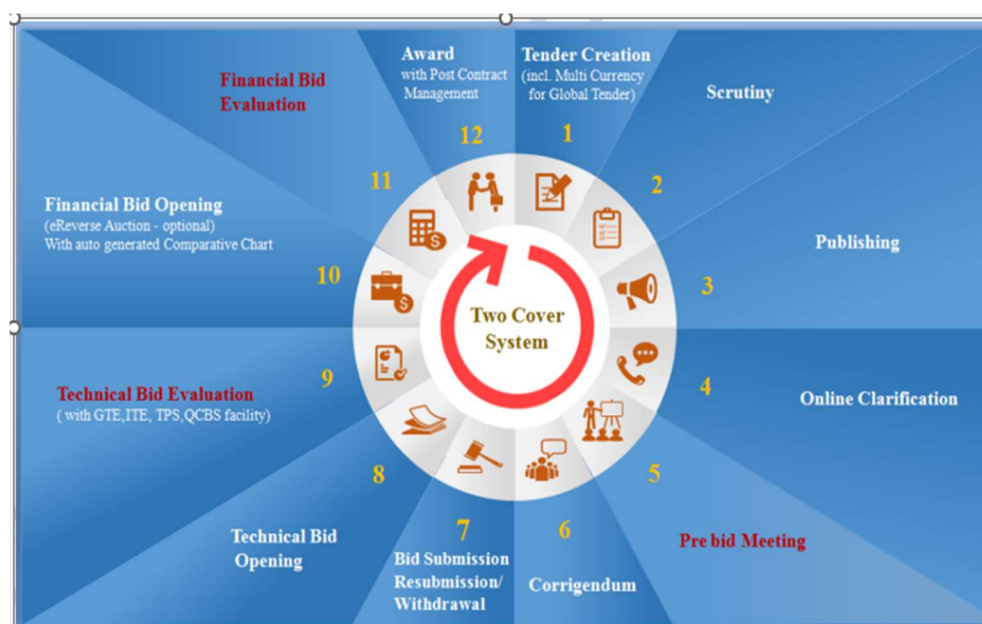 Tender Creation
(incl. Multi Currency
for Global Tender)
1
Scrutiny
2
Publishing
3
Online Clarification
4
Pre bid Meeting
5
Corrigendum
6
Bid Submission
Resubmission/
Withdrawal
7
Technical Bid
Opening
8
Technical Bid Evaluation
( with GTE,ITE, TPS,QCBS facility)
9
Financial Bid Opening
(eReverse Auction - optional)
With auto generated Comparative Chart
10
Financial Bid
Evaluation
11
Award
with Post Contract
Management
12
Two Cover
System
$
$